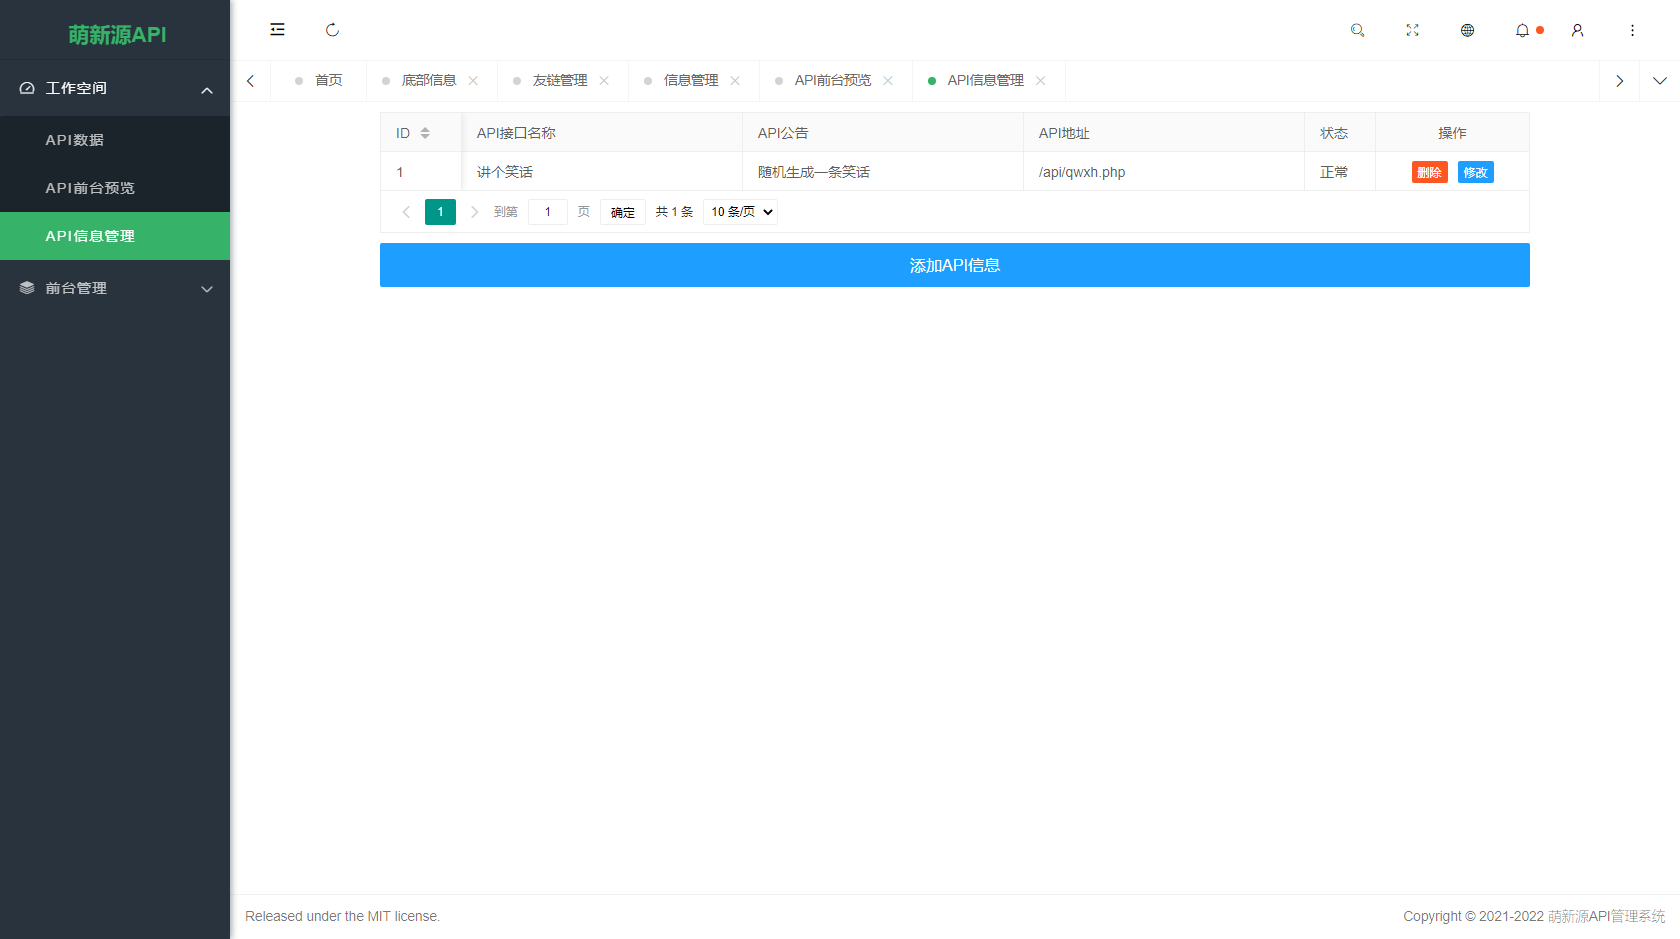 萌新源API
工作空间
API数据
API前台预览
API信息管理
前台管理
首页 底部信息 友链管理 信息管理 API前台预览 API信息管理
ID API接口名称 API公告 API地址 状态 操作
1 讲个笑话 随机生成一条笑话 /api/qwxh.php 正常 删除 修改
1 到第 1 页 确定 共 1 条 10 条/页
添加API信息
Released under the MIT license.
Copyright © 2021-2022 萌新源API管理系统